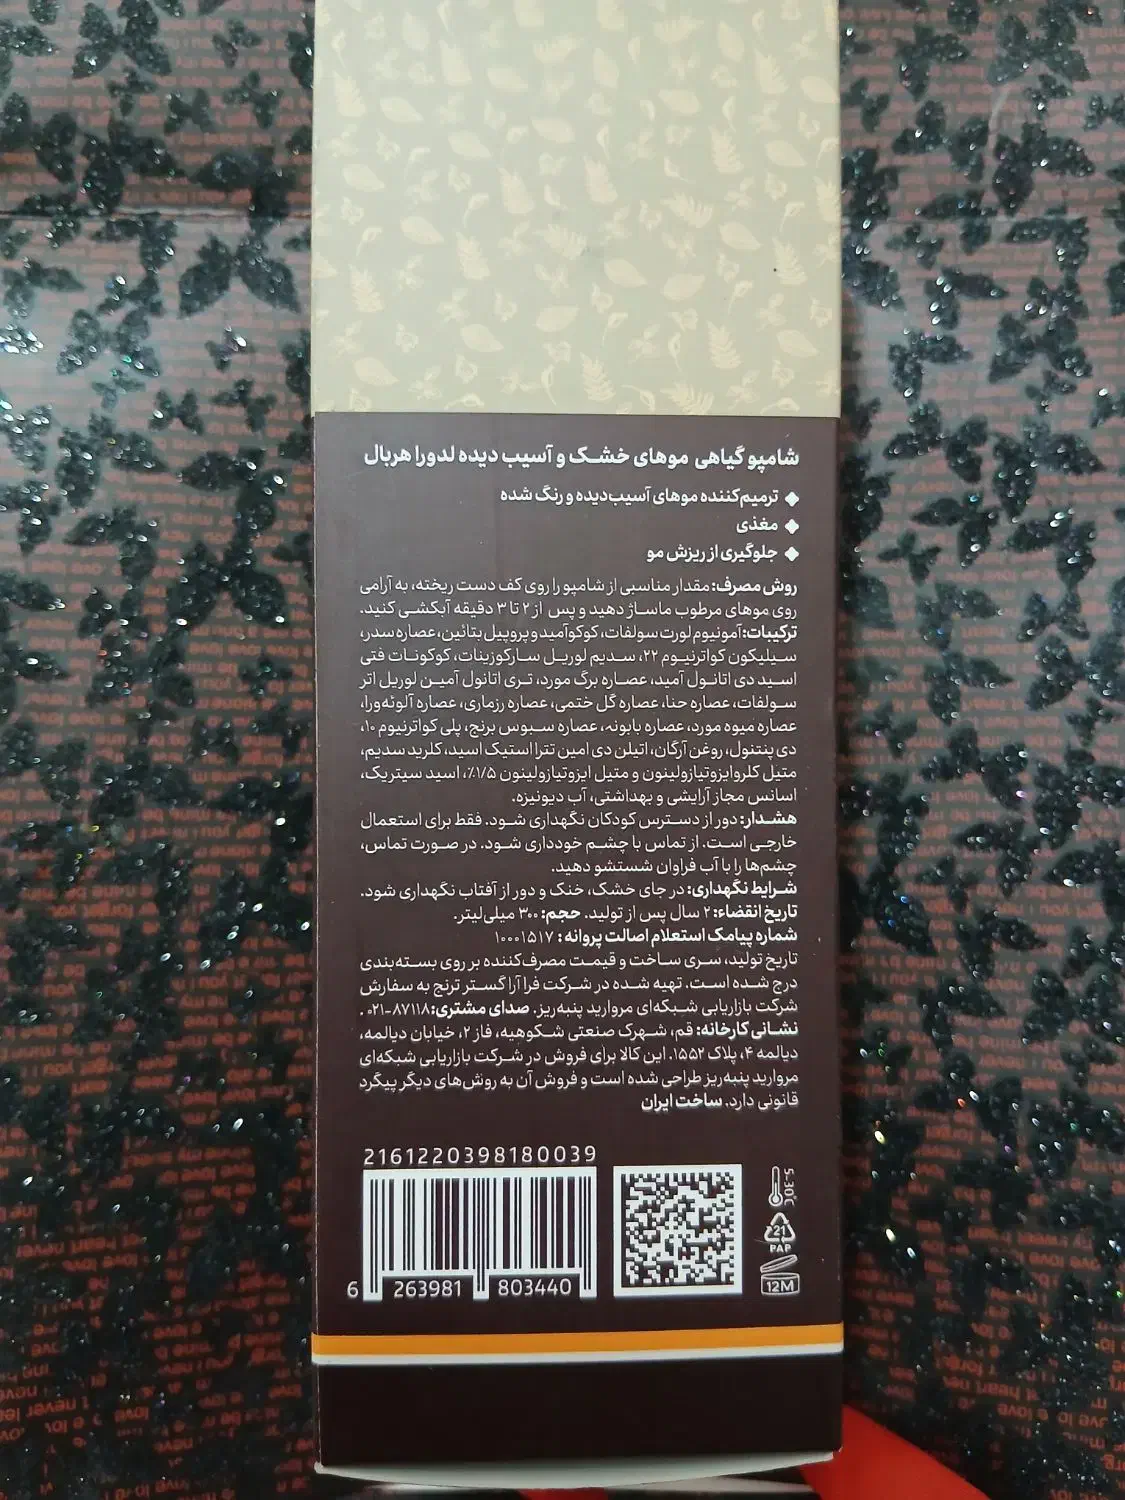 شامپو گیاهی موهای خشک و آسیب دیده لدورا هربال
ترمیم‌کننده موهای آسیب‌دیده و رنگ شده
مغذی
جلوگیری از ریزش مو
روش مصرف: مقدار مناسبی از شامپو را روی کف دست ریخته، به آرامی
روی موهای مرطوب ماساژ دهید و پس از ۲ تا ۳ دقیقه آبکشی کنید.
ترکیبات: آمونیوم لورت سولفات، کوکوآمیدو پروپیل بتائین، عصاره سدر،
سیلیکون کواترنیوم ۲۲، سدیم لوریل سارکوزینات، کوکونات فتی
اسید دی اتانول آمید، عصاره برگ مورد، تری اتانول آمین لوریل اتر
سولفات، عصاره حنا، عصاره گل ختمی، عصاره رزماری، عصاره آلوئه‌ورا،
عصاره میوه مورد، عصاره بابونه، عصاره سبوس برنج، پلی کواترنیوم ۱۰،
دی پنتنول، روغن آرگان، اتیلن دی امین تترا استیک اسید، کلرید سدیم،
متیل کلروایزوتیازولینون و متیل ایزوتیازولینون ۱/۵٪، اسید سیتریک،
اسانس مجاز آرایشی و بهداشتی، آب دیونیزه.
هشدار: دور از دسترس کودکان نگهداری شود. فقط برای استعمال
خارجی است. از تماس با چشم خودداری شود. در صورت تماس،
چشم‌ها را با آب فراوان شستشو دهید.
شرایط نگهداری: در جای خشک، خنک و دور از آفتاب نگهداری شود.
تاریخ انقضاء: ۲ سال پس از تولید. حجم: ۳۰۰ میلی‌لیتر.
شماره پیامک استعلام اصالت پروانه: ۱۰۰۰۱۵۱۷
تاریخ تولید، سری ساخت و قیمت مصرف‌کننده بر روی بسته‌بندی
درج شده است. تهیه شده در شرکت فرا آرا گستر ترنج به سفارش
شرکت بازاریابی شبکه‌ای مروارید پنبه‌ریز. صدای مشتری: ۸۷۱۱۸-۰۲۱.
نشانی کارخانه: قم، شهرک صنعتی شکوهیه، فاز ۲، خیابان دیالمه،
دیالمه ۴، پلاک ۱۵۵۲. این کالا برای فروش در شرکت بازاریابی شبکه‌ای
مروارید پنبه‌ریز طراحی شده است و فروش آن به روش‌های دیگر پیگرد
قانونی دارد. ساخت ایران
2161220398180039
6 263981 803440
5-30°C
21
PAP
12M